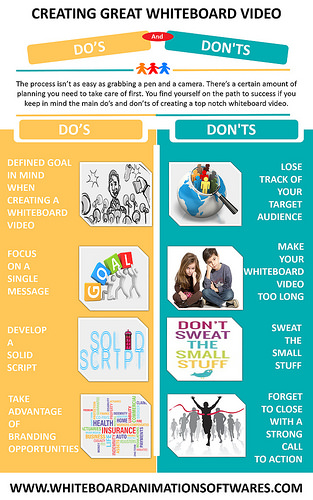 CREATING GREAT WHITEBOARD VIDEO
DO'S
And
DON'TS
The process isn't as easy as grabbing a pen and a camera. There's a certain amount of
planning you need to take care of first. You find yourself on the path to success if you
keep in mind the main do's and don'ts of creating a top notch whiteboard video.
DO'S
DEFINED GOAL
IN MIND
WHEN
CREATING A
WHITEBOARD
VIDEO
FOCUS
ON A
SINGLE
MESSAGE
GOAL
DEVELOP
A
SOLID
SCRIPT
SOLID
SCRIPT
TAKE
ADVANTAGE
OF
BRANDING
OPPORTUNITIES
HEALTH
HOME
INSURANCE
LIFE
AUTO
DON'TS
LOSE
TRACK OF
YOUR
TARGET
AUDIENCE
MAKE
YOUR
WHITEBOARD
VIDEO
TOO LONG
DON'T
SWEAT
THE
SMALL
STUFF
SWEAT
THE
SMALL
STUFF
FORGET
TO CLOSE
WITH A
STRONG
CALL
TO ACTION
WWW.WHITEBOARDANIMATIONSOFTWARES.COM